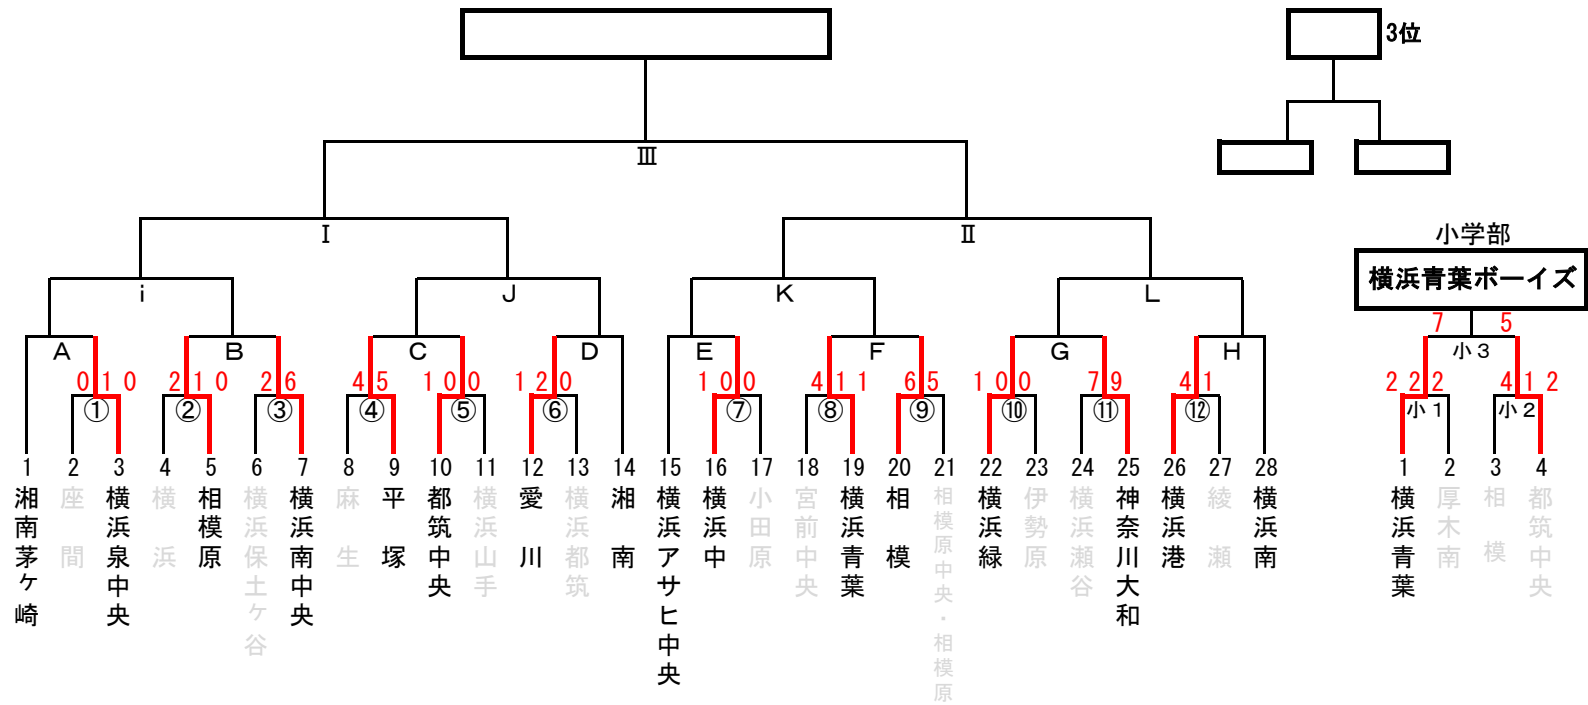 3位
Ⅲ
Ⅰ
Ⅱ
小学部
i
J
K
L
横浜青葉ボーイズ
7 5
A
B
C
D
E
F
G
H
小3
0 1 0
2 1 0
2 6
4 5
1 0 0
1 2 0
1 0 0
4 1 1
6 5
1 0 0
7 9
4 1
2 2 2
4 1 2
①
②
③
④
⑤
⑥
⑦
⑧
⑨
⑩
⑪
⑫
小1
小2
1
2
3
4
5
6
7
8
9
10
11
12
13
14
15
16
17
18
19
20
21
22
23
24
25
26
27
28
1
2
3
4
湘南茅ヶ崎
座間
横浜泉中央
横浜
相模原
横浜保土ヶ谷
横浜南中央
麻生
平塚
都筑中央
横浜山手
愛川
横浜都筑
湘南
横浜アサヒ中央
横浜中
小田原
宮前中央
横浜青葉
相模
相模原中央・相模原
横浜緑
伊勢原
横浜瀬谷
神奈川大和
横浜港
綾瀬
横浜南
横浜青葉
厚木南
相模
都筑中央